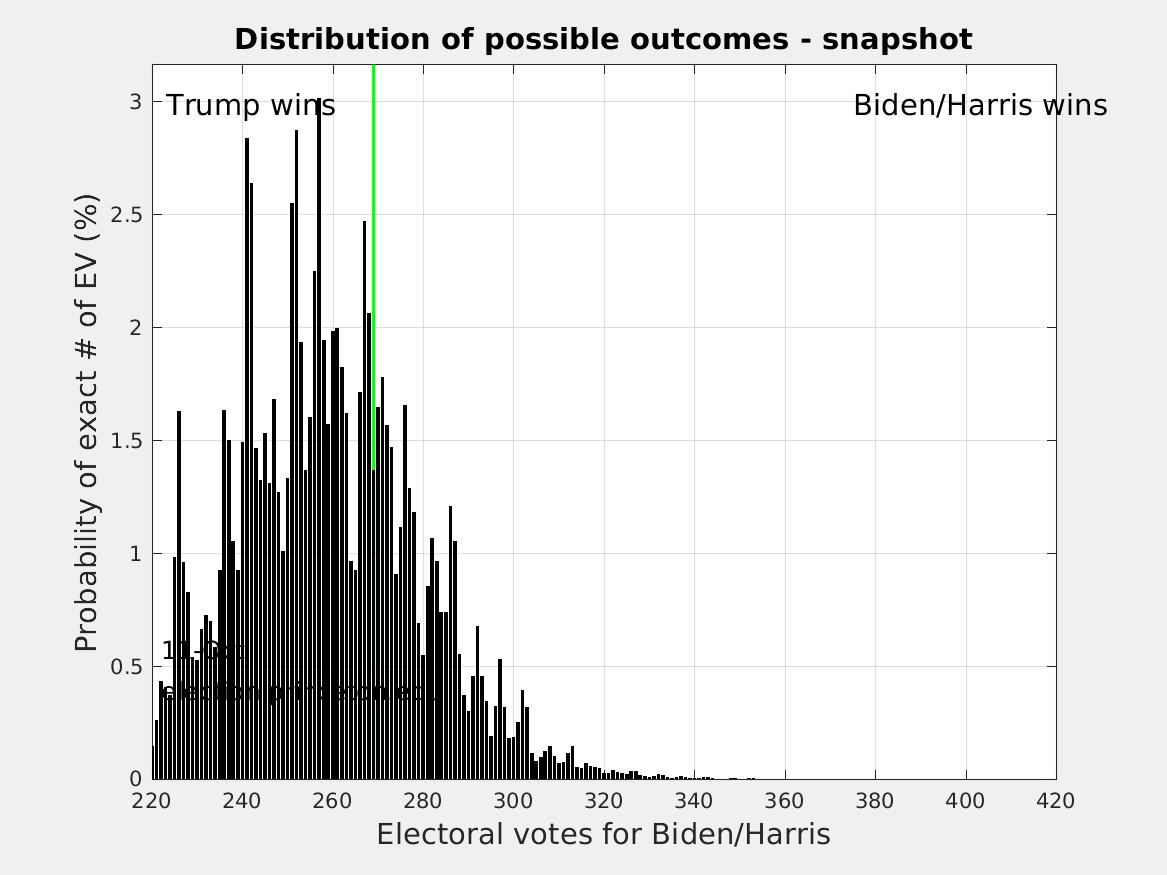 Distribution of possible outcomes - snapshot
Trump wins
Biden/Harris wins
Probability of exact # of EV (%)
3
2.5
2
1.5
1
0.5
0
220 240 260 280 300 320 340 360 380 400 420
Electoral votes for Biden/Harris